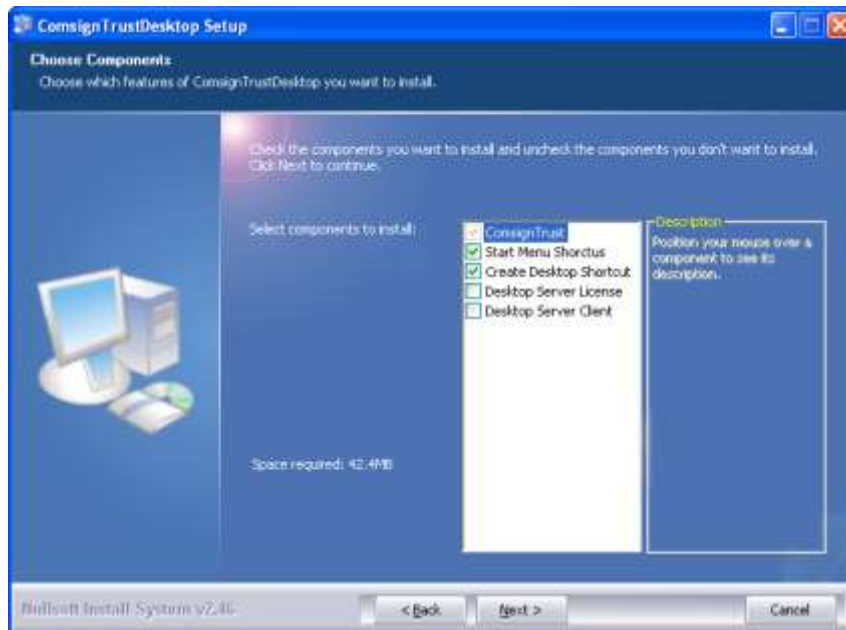 ComsignTrustDesktop Setup
Choose Components
Choose which features of ComsignTrustDesktop you want to install.
Check the components you want to install and uncheck the components you don't want to install.
Click Next to continue.
Select components to install:
ComsignTrust
Start Menu Shorctus
Create Desktop Shortcut
Desktop Server License
Desktop Server Client
Description
Position your mouse over a
component to see its
description.
Space required: 42.4MB
Nullsoft Install System v2.46
< Back
Next >
Cancel